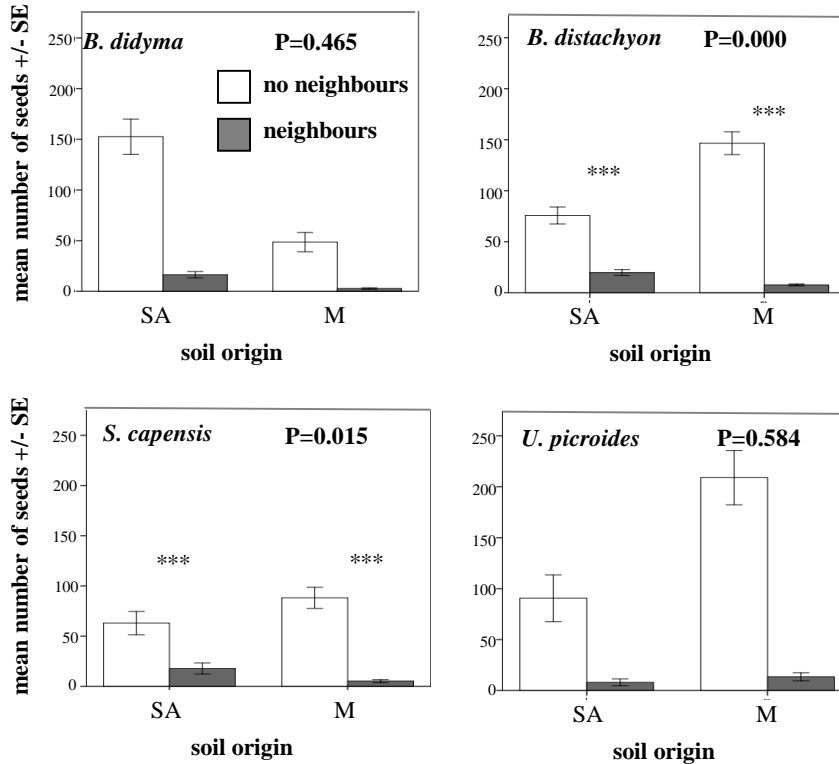 mean number of seeds +/- SE
B. didyma P=0.465
no neighbours
neighbours
250
200
150
100
50
0
SA M
soil origin
B. distachyon P=0.000
250
200
150
100
50
0
*** ***
SA M
soil origin
mean number of seeds +/- SE
S. capensis P=0.015
250
200
150
100
50
0
*** ***
SA M
soil origin
U. picroides P=0.584
250
200
150
100
50
0
SA M
soil origin